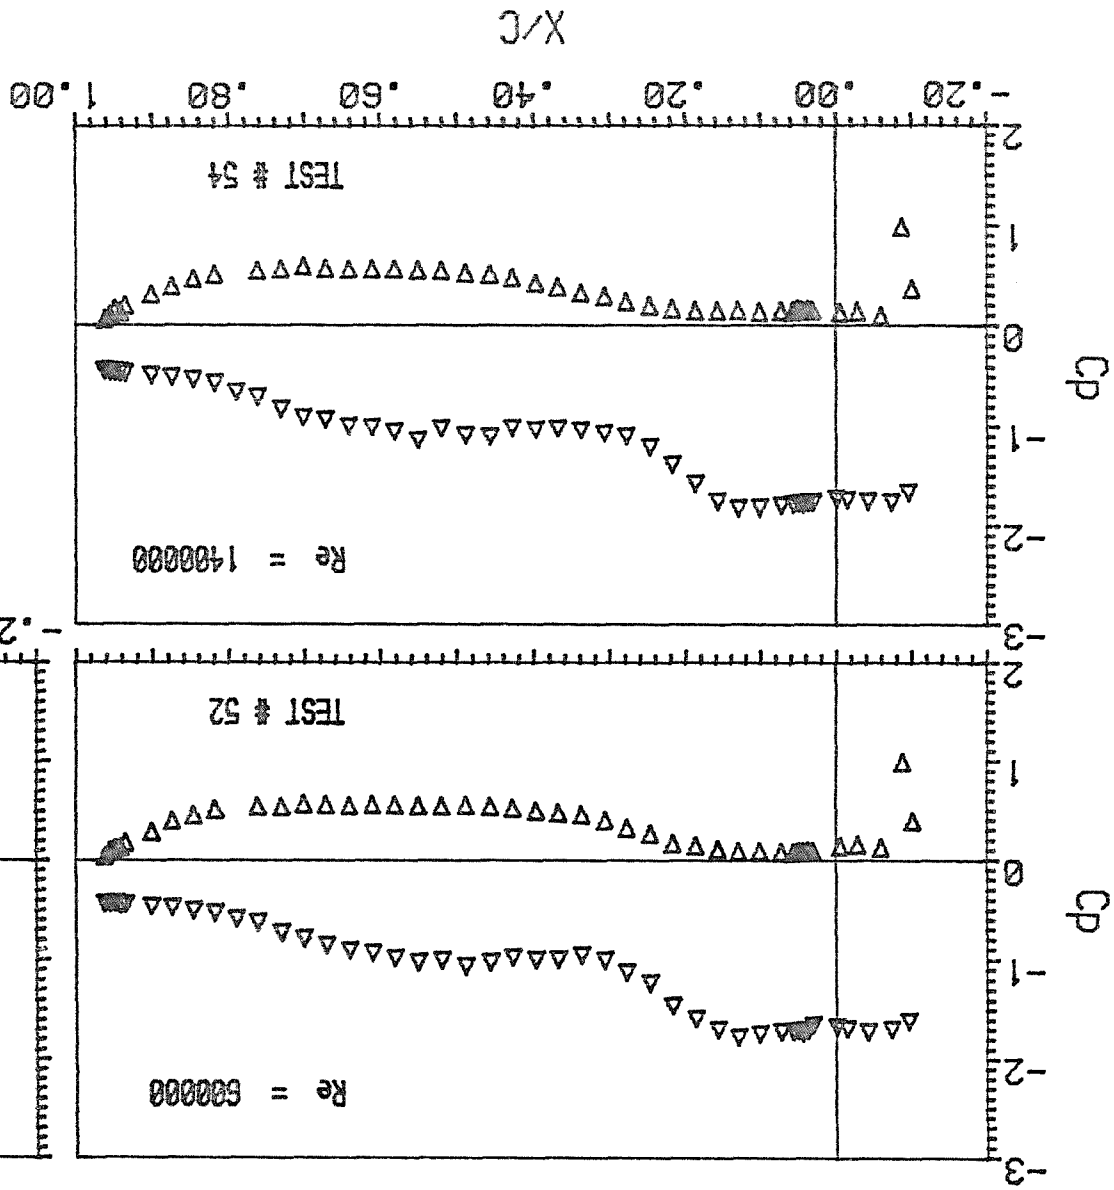 -3
Re = 600000
-2
-1
Cp
0
1
TEST # 52
2
-3
-.2
Re = 1400000
-2
-1
Cp
0
1
TEST # 54
2
-.20 .00 .20 .40 .60 .80 1.00
X/C